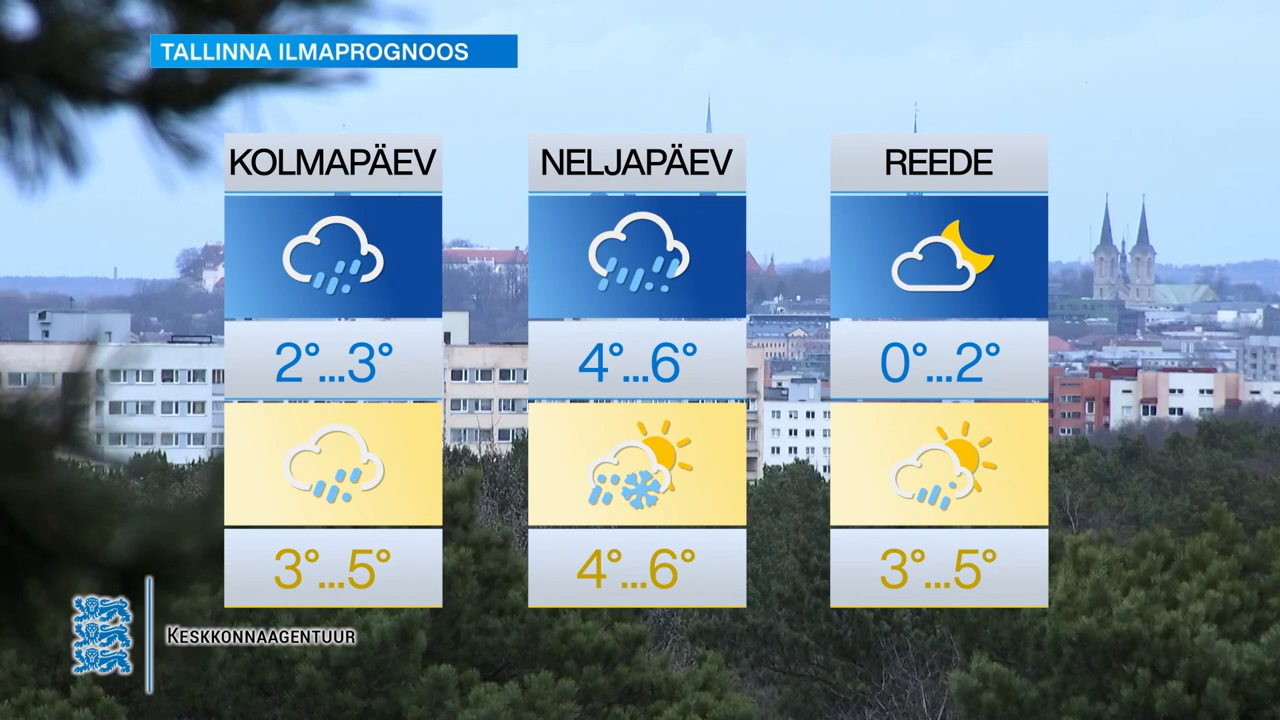 TALLINNA ILMAPROGNOOS
KOLMAPÄEV
2°...3°
3°...5°
NELJAPÄEV
4°...6°
4°...6°
REEDE
0°...2°
3°...5°
KESKKONNAAGENTUUR